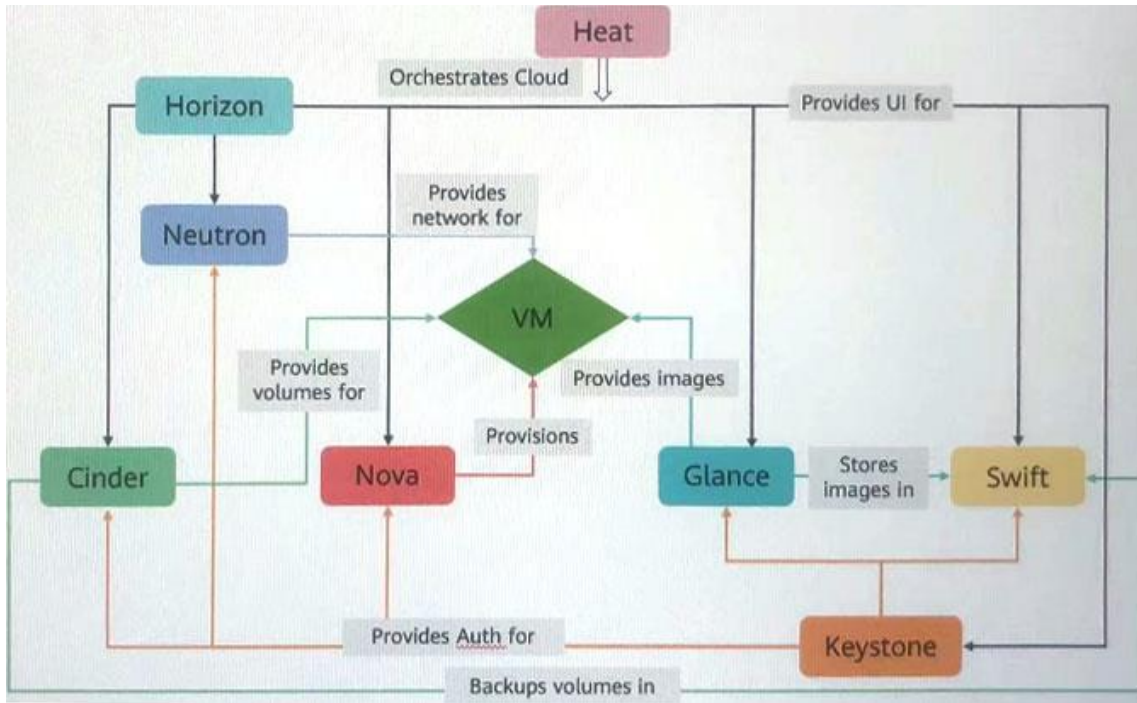 Heat
Orchestrates Cloud
Horizon
Provides UI for
Provides
network for
Neutron
VM
Provides
volumes for
Provides images
Provisions
Cinder
Nova
Glance
Stores
images in
Swift
Provides Auth for
Keystone
Backups volumes in